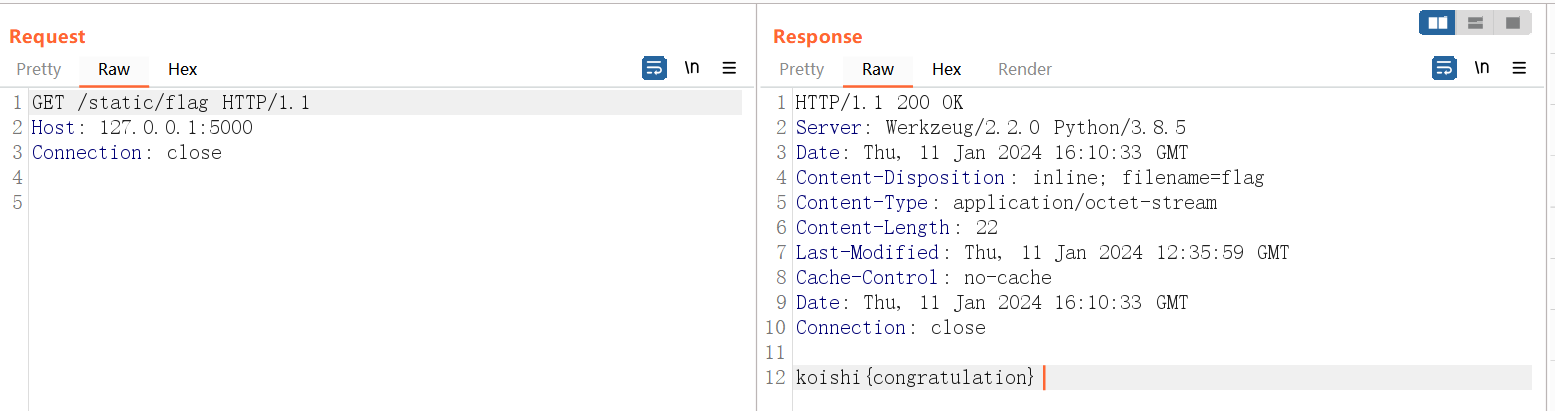 Request
Pretty Raw Hex \n
1 GET /static/flag HTTP/1.1
2 Host: 127.0.0.1:5000
3 Connection: close
4
5
Response
Pretty Raw Hex Render \n
1 HTTP/1.1 200 OK
2 Server: Werkzeug/2.2.0 Python/3.8.5
3 Date: Thu, 11 Jan 2024 16:10:33 GMT
4 Content-Disposition: inline; filename=flag
5 Content-Type: application/octet-stream
6 Content-Length: 22
7 Last-Modified: Thu, 11 Jan 2024 12:35:59 GMT
8 Cache-Control: no-cache
9 Date: Thu, 11 Jan 2024 16:10:33 GMT
10 Connection: close
11
12 koishi{congratulation}